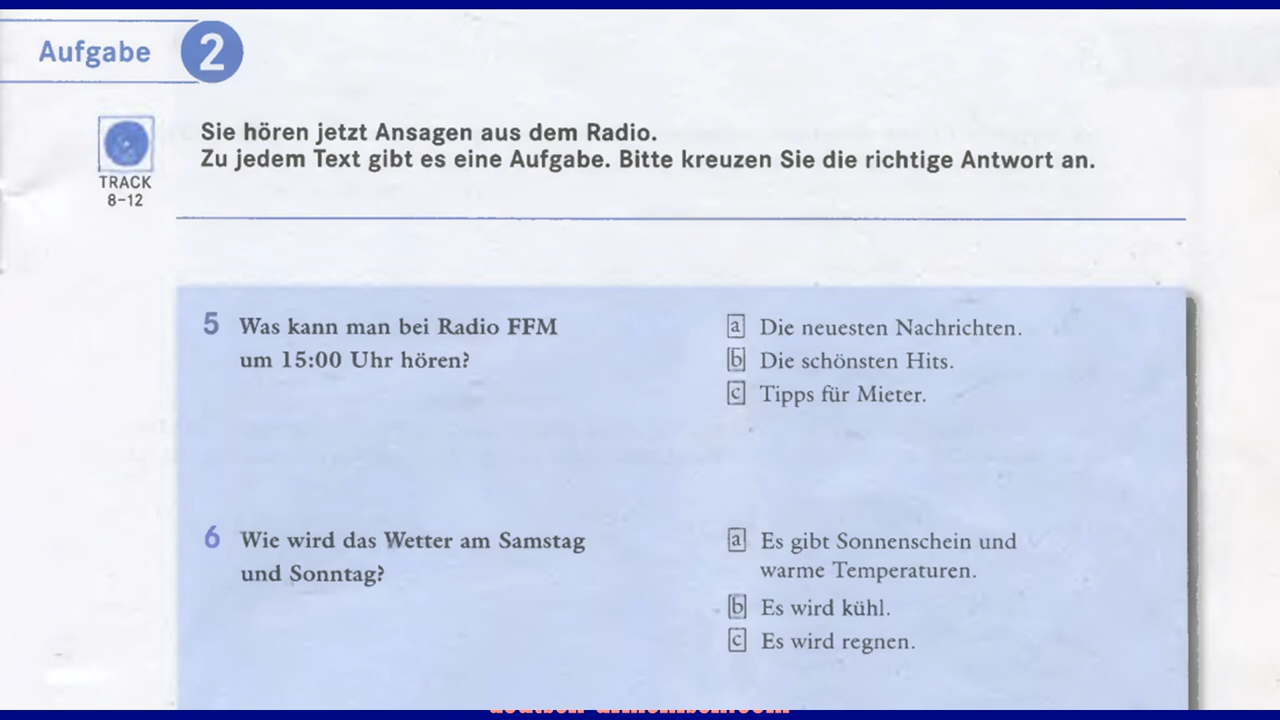 Aufgabe 2
TRACK
8–12
Sie hören jetzt Ansagen aus dem Radio.
Zu jedem Text gibt es eine Aufgabe. Bitte kreuzen Sie die richtige Antwort an.
5 Was kann man bei Radio FFM
um 15:00 Uhr hören?
a Die neuesten Nachrichten.
b Die schönsten Hits.
c Tipps für Mieter.
6 Wie wird das Wetter am Samstag
und Sonntag?
a Es gibt Sonnenschein und
warme Temperaturen.
b Es wird kühl.
c Es wird regnen.